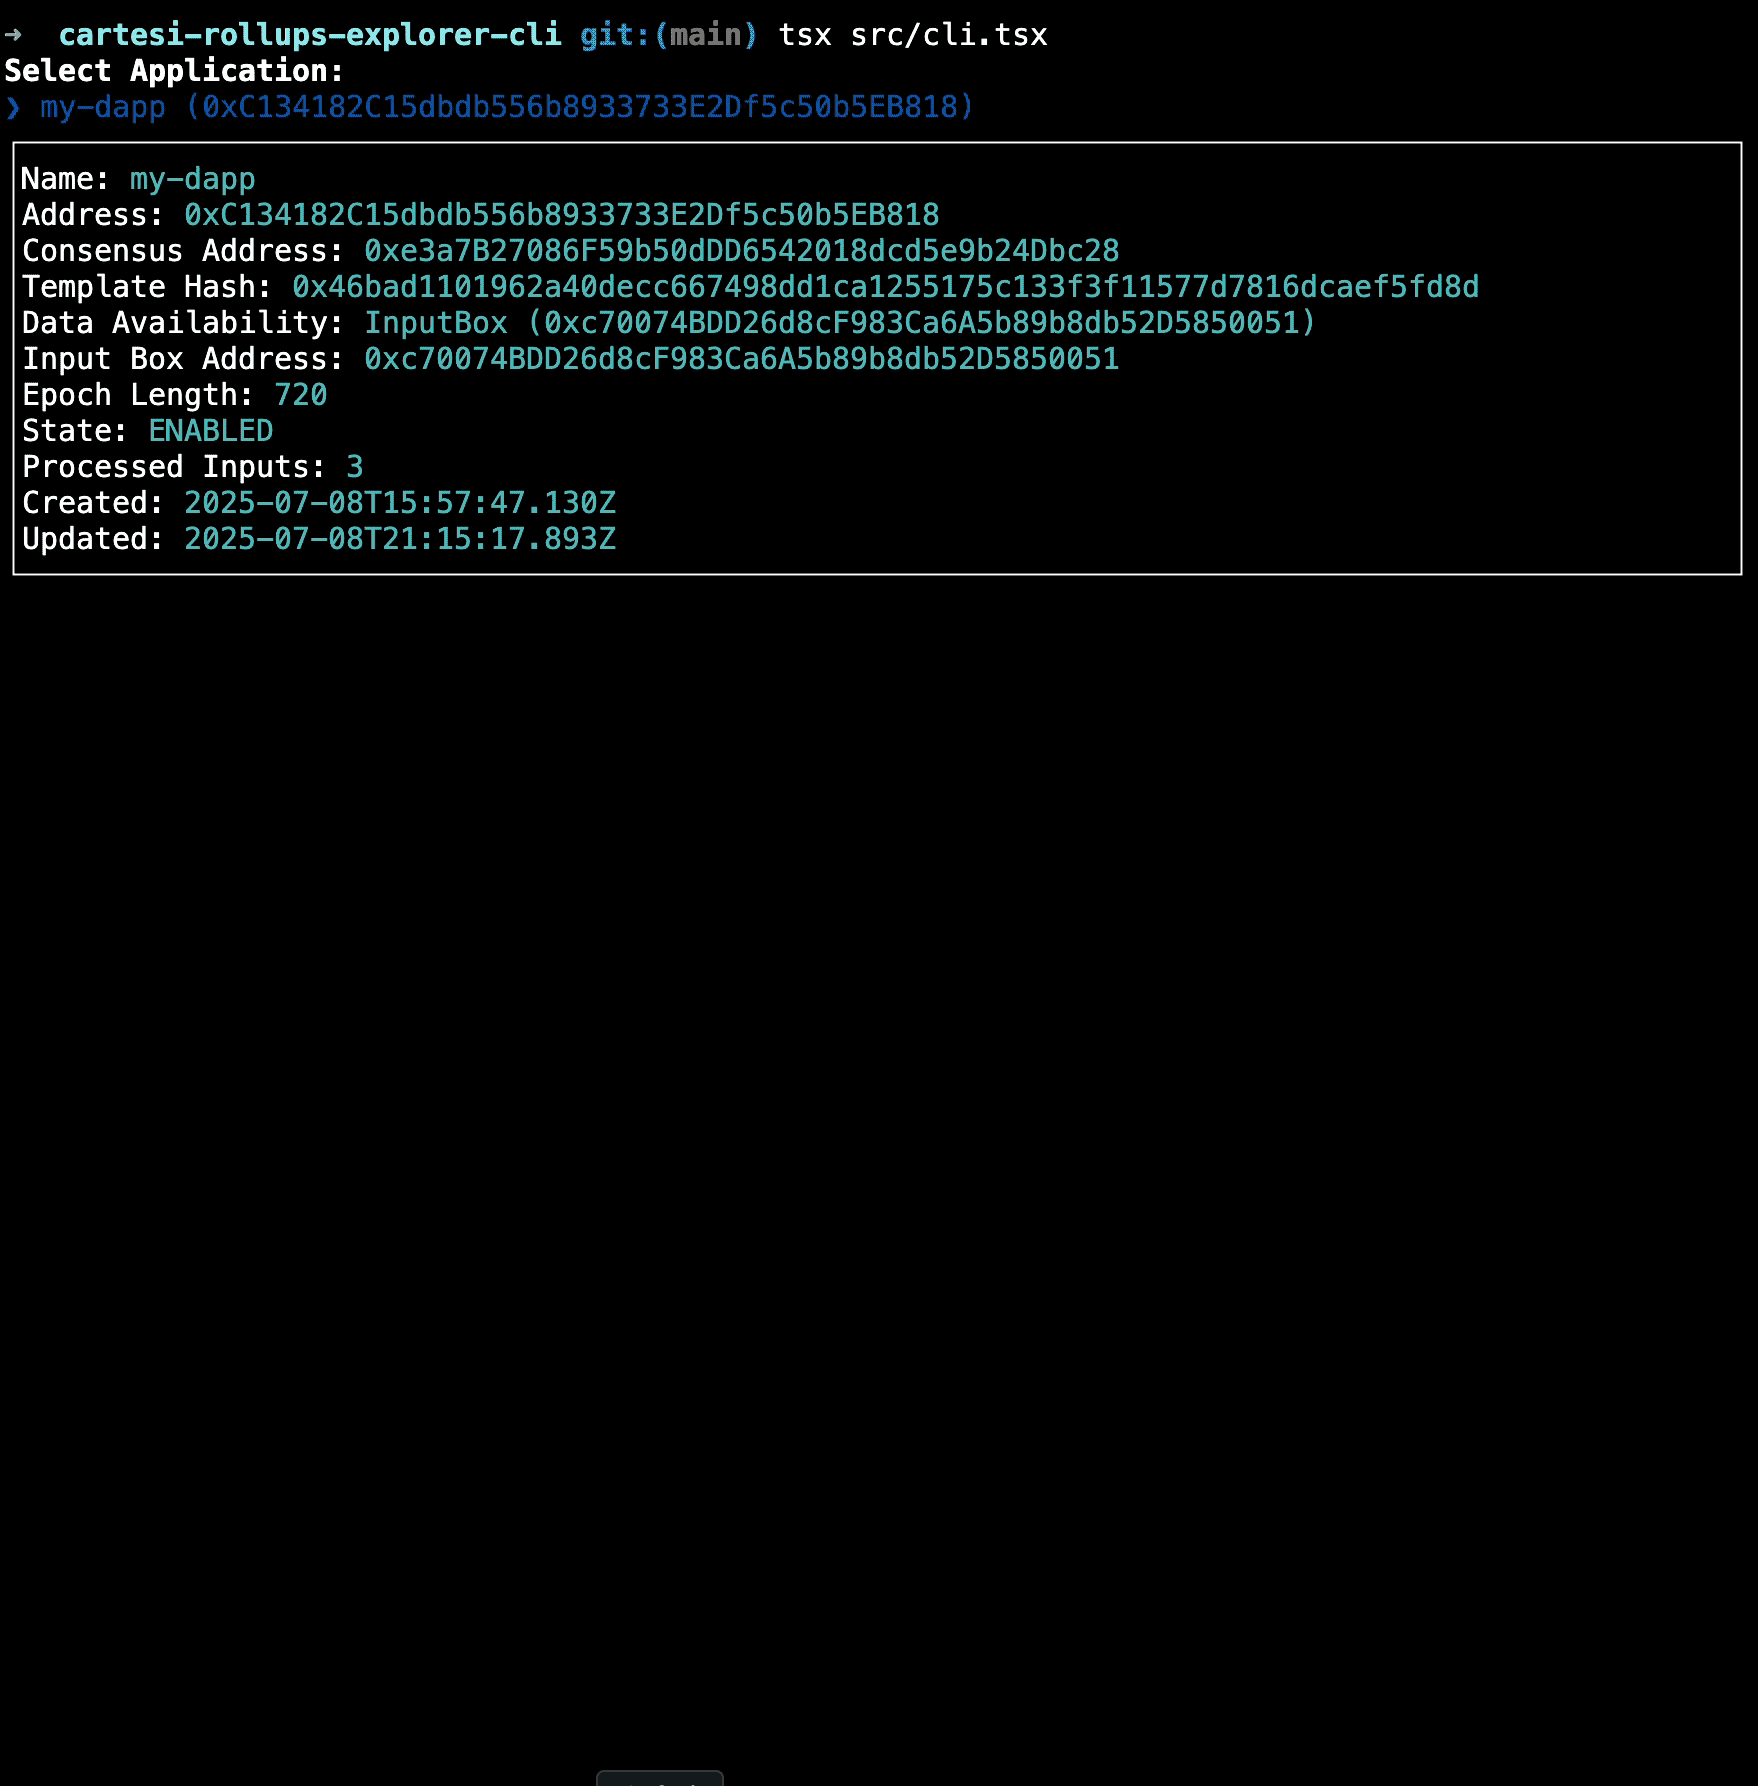 ➜  cartesi-rollups-explorer-cli git:(main) tsx src/cli.tsx
Select Application:
❯ my-dapp (0xC134182C15dbdb556b8933733E2Df5c50b5EB818)
Name: my-dapp
Address: 0xC134182C15dbdb556b8933733E2Df5c50b5EB818
Consensus Address: 0xe3a7B27086F59b50dDD6542018dcd5e9b24Dbc28
Template Hash: 0x46bad1101962a40decc667498dd1ca1255175c133f3f11577d7816dcaef5fd8d
Data Availability: InputBox (0xc70074BDD26d8cF983Ca6A5b89b8db52D5850051)
Input Box Address: 0xc70074BDD26d8cF983Ca6A5b89b8db52D5850051
Epoch Length: 720
State: ENABLED
Processed Inputs: 3
Created: 2025-07-08T15:57:47.130Z
Updated: 2025-07-08T21:15:17.893Z